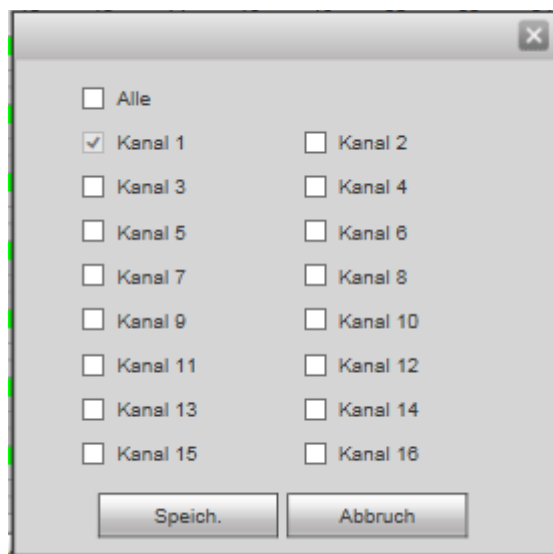 Alle
Kanal 1 Kanal 2
Kanal 3 Kanal 4
Kanal 5 Kanal 6
Kanal 7 Kanal 8
Kanal 9 Kanal 10
Kanal 11 Kanal 12
Kanal 13 Kanal 14
Kanal 15 Kanal 16
Speich. Abbruch